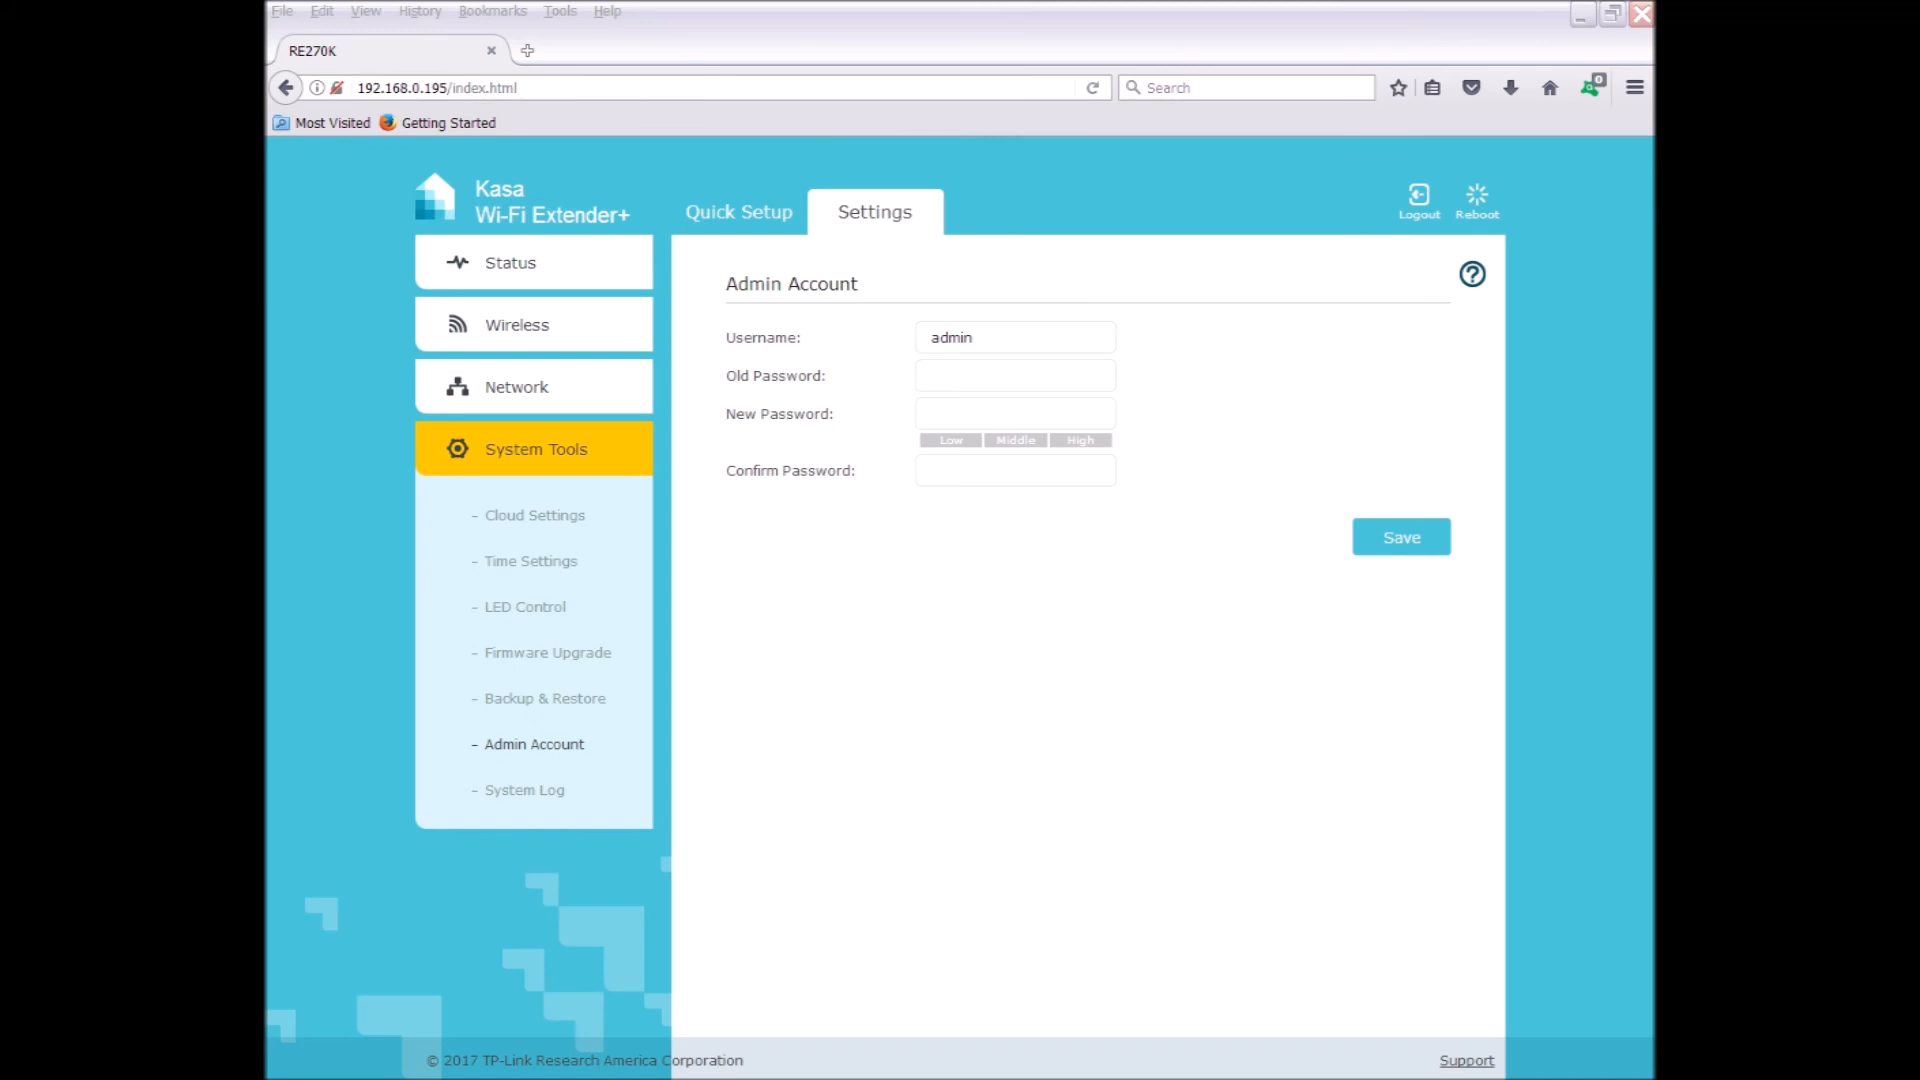 File Edit View History Bookmarks Tools Help
RE270K
192.168.0.195/index.html
Search
0
Most Visited Getting Started
Kasa
Wi-Fi Extender+
Quick Setup
Settings
Logout
Reboot
Status
Wireless
Network
System Tools
- Cloud Settings
- Time Settings
- LED Control
- Firmware Upgrade
- Backup & Restore
- Admin Account
- System Log
Admin Account
?
Username: admin
Old Password:
New Password:
Low Middle High
Confirm Password:
Save
© 2017 TP-Link Research America Corporation
Support